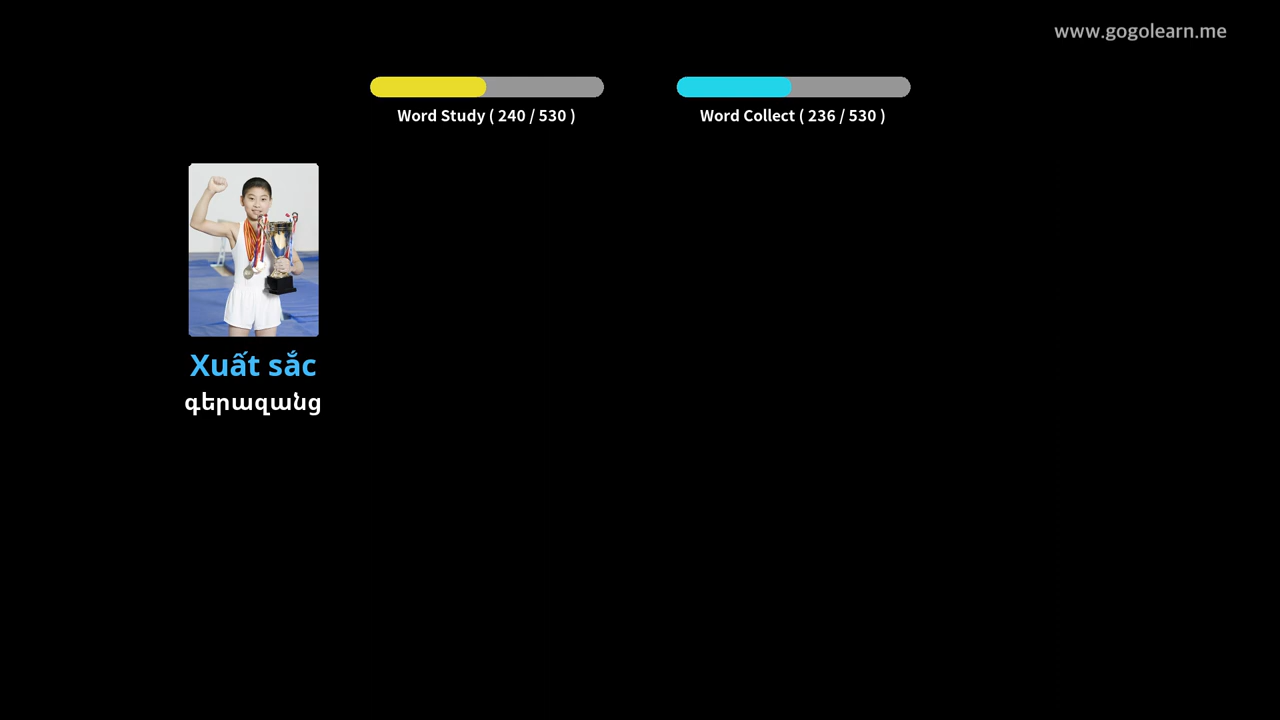 www.gogolearn.me
Word Study ( 240 / 530 )
Word Collect ( 236 / 530 )
Xuất sắc
գերազանց